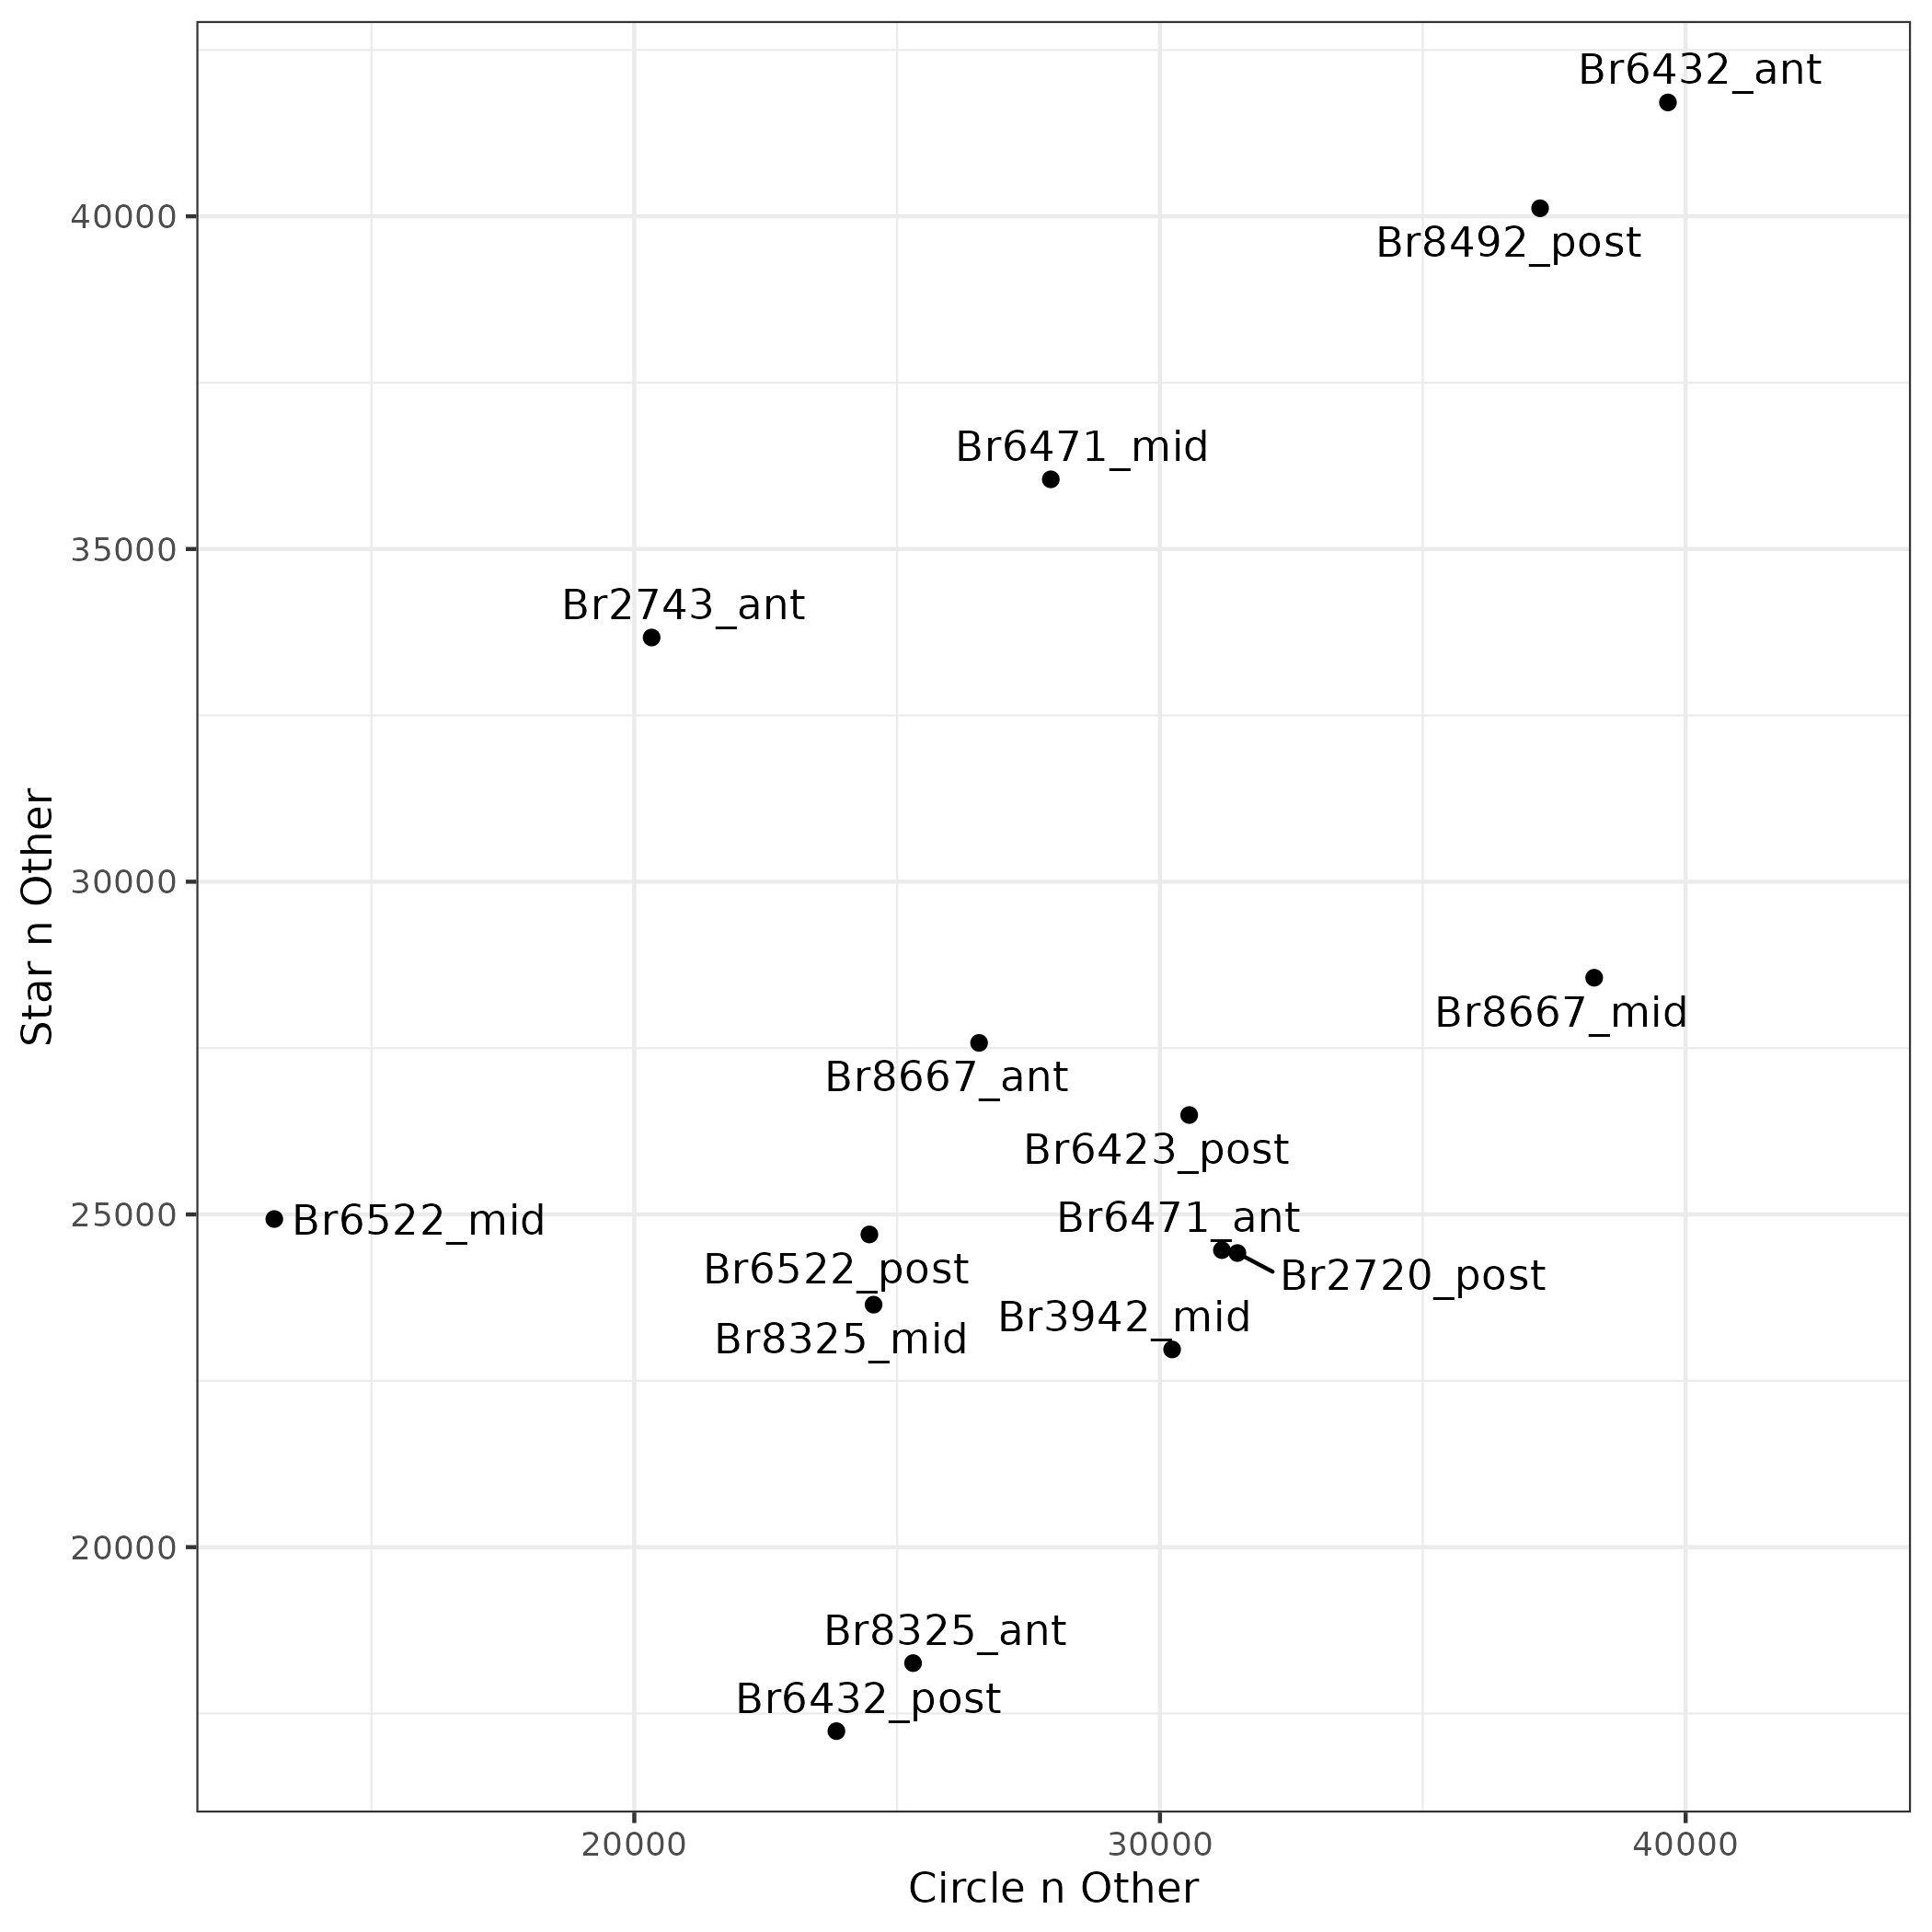 Br6432_ant
40000
Br8492_post
Br6471_mid
35000
Br2743_ant
Star n Other
30000
Br8667_mid
Br8667_ant
Br6423_post
25000
Br6522_mid
Br6471_ant
Br6522_post
Br2720_post
Br3942_mid
Br8325_mid
20000
Br8325_ant
Br6432_post
20000 30000 40000
Circle n Other